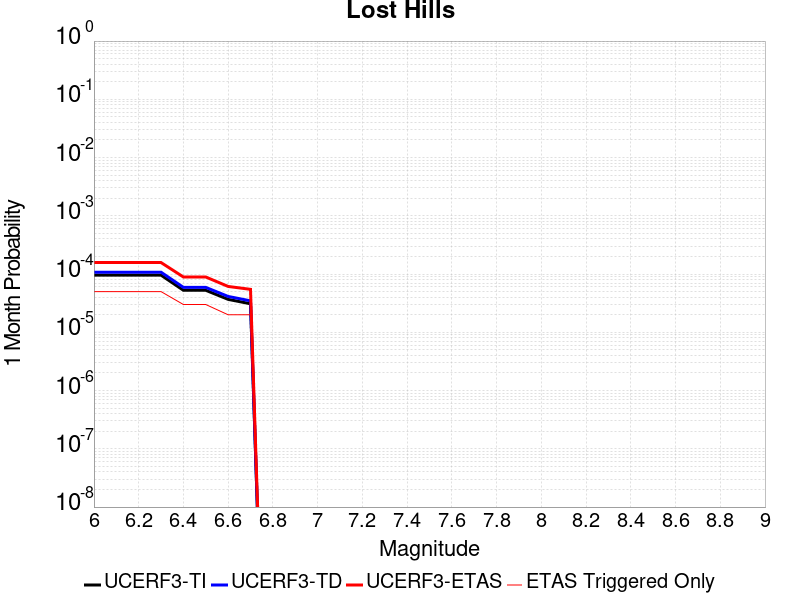 Lost Hills
10^0
10^-1
10^-2
10^-3
10^-4
10^-5
10^-6
10^-7
10^-8
1 Month Probability
6 6.2 6.4 6.6 6.8 7 7.2 7.4 7.6 7.8 8 8.2 8.4 8.6 8.8 9
Magnitude
UCERF3-TI UCERF3-TD UCERF3-ETAS ETAS Triggered Only